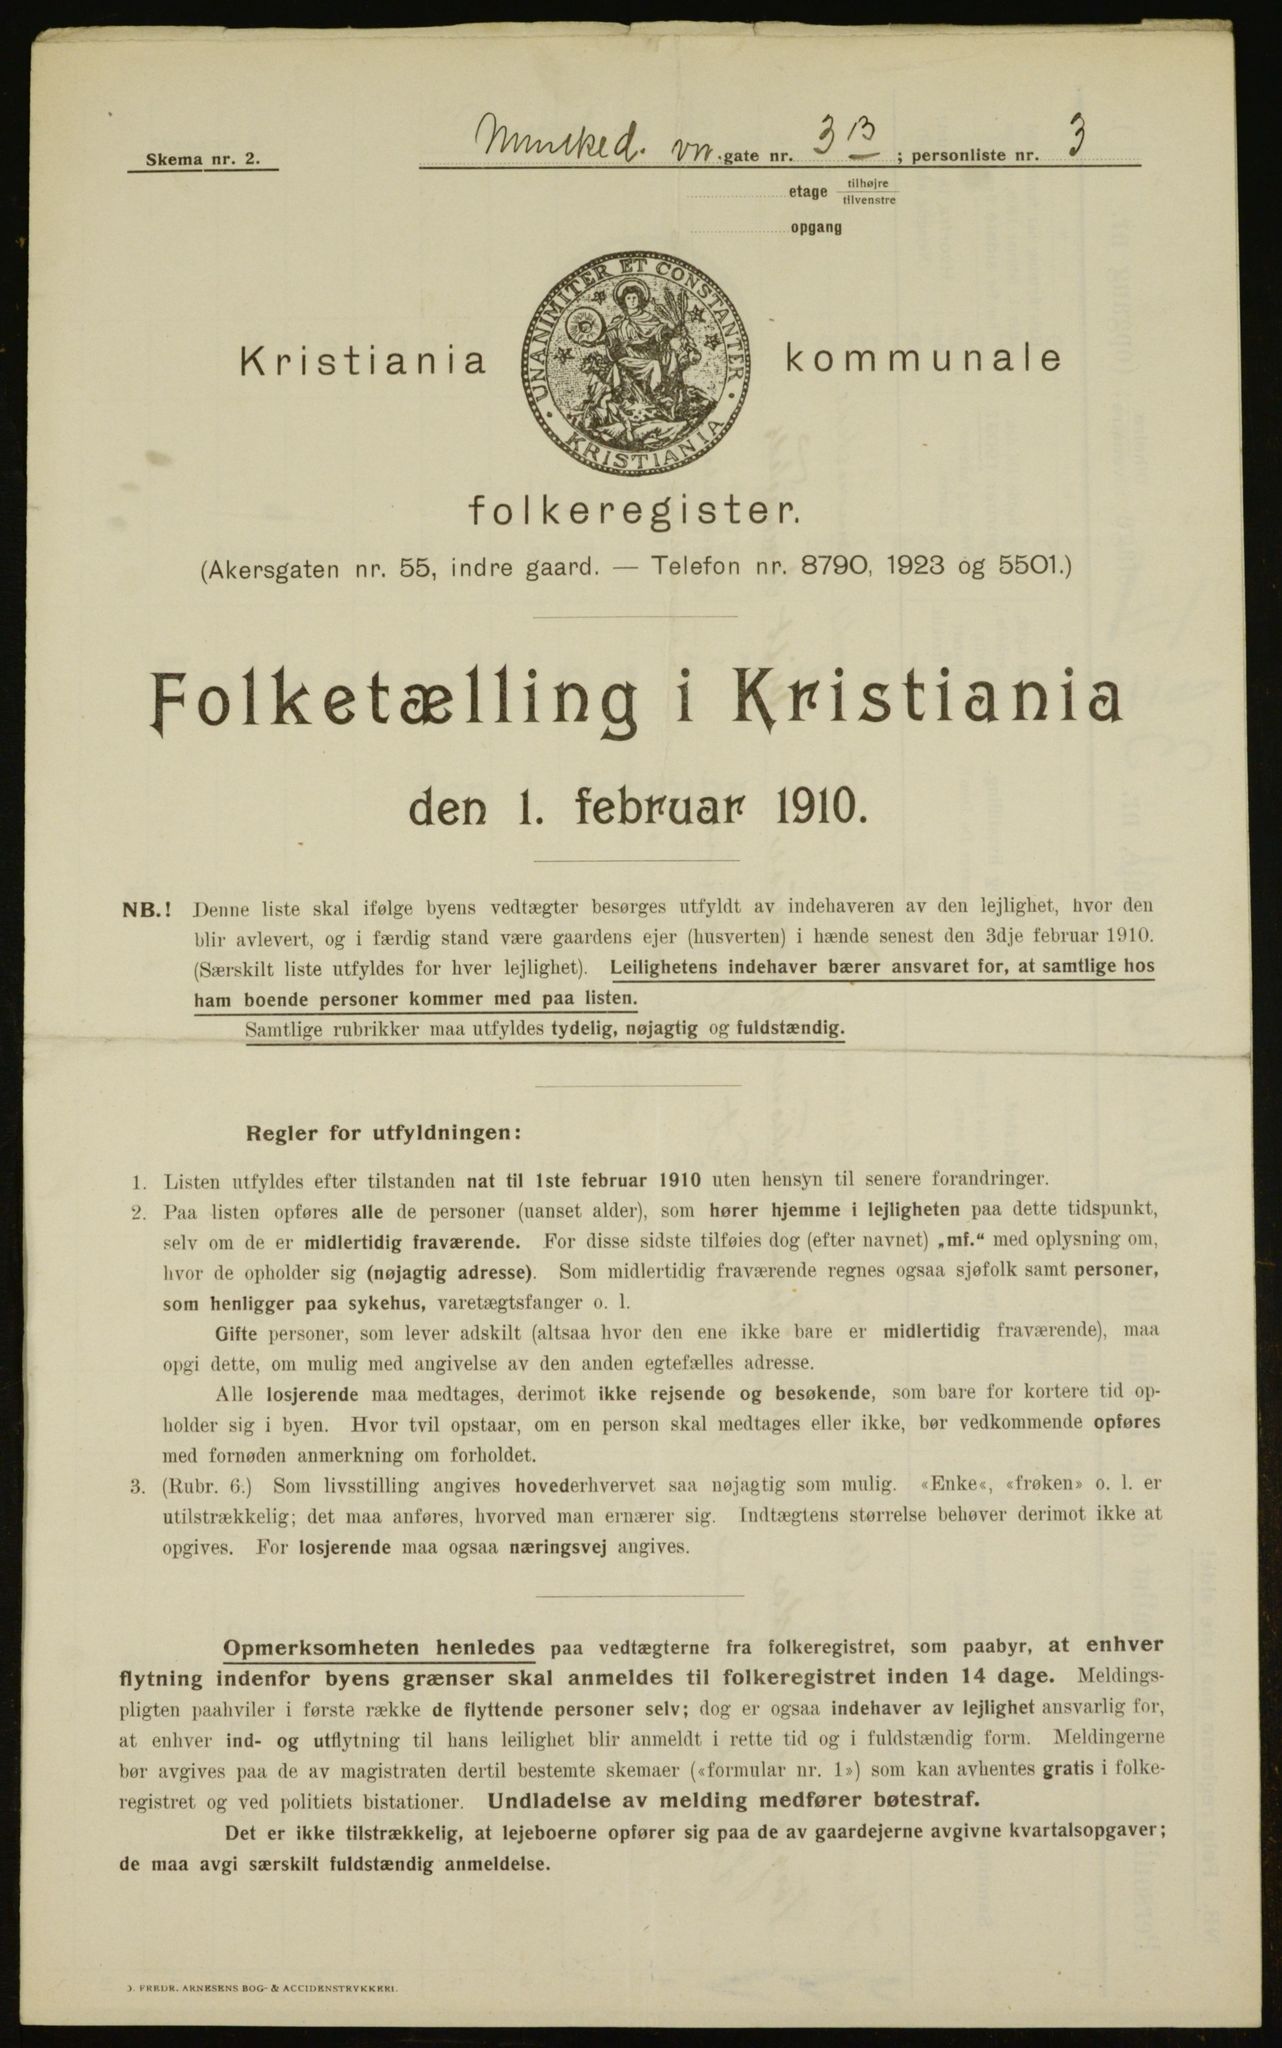 Skema nr. 2.
Munked. vn. gate nr. 3 B ; personliste nr. 3
etage tilhøjre
tilvenstre
opgang
UNANIMITER ET CONSTANTER
KRISTIANIA
Kristiania kommunale
folkeregister.
(Akersgaten nr. 55, indre gaard. — Telefon nr. 8790, 1923 og 5501.)
Folketælling i Kristiania
den 1. februar 1910.
NB.! Denne liste skal ifølge byens vedtægter besørges utfyldt av indehaveren av den lejlighet, hvor den
blir avlevert, og i færdig stand være gaardens ejer (husverten) i hænde senest den 3dje februar 1910.
(Særskilt liste utfyldes for hver lejlighet). Leilighetens indehaver bærer ansvaret for, at samtlige hos
ham boende personer kommer med paa listen.
Samtlige rubrikker maa utfyldes tydelig, nøjagtig og fuldstændig.
Regler for utfyldningen:
1. Listen utfyldes efter tilstanden nat til 1ste februar 1910 uten hensyn til senere forandringer.
2. Paa listen opføres alle de personer (uanset alder), som hører hjemme i lejligheten paa dette tidspunkt,
selv om de er midlertidig fraværende. For disse sidste tilføies dog (efter navnet) „mf.“ med oplysning om,
hvor de opholder sig (nøjagtig adresse). Som midlertidig fraværende regnes ogsaa sjøfolk samt personer,
som henligger paa sykehus, varetægtsfanger o. l.
Gifte personer, som lever adskilt (altsaa hvor den ene ikke bare er midlertidig fraværende), maa
opgi dette, om mulig med angivelse av den anden egtefælles adresse.
Alle losjerende maa medtages, derimot ikke rejsende og besøkende, som bare for kortere tid op-
holder sig i byen. Hvor tvil opstaar, om en person skal medtages eller ikke, bør vedkommende opføres
med fornøden anmerkning om forholdet.
3. (Rubr. 6.) Som livsstilling angives hovederhvervet saa nøjagtig som mulig. «Enke«, «frøken» o. l. er
utilstrækkelig; det maa anføres, hvorved man ernærer sig. Indtægtens størrelse behøver derimot ikke at
opgives. For losjerende maa ogsaa næringsvej angives.
Opmerksomheten henledes paa vedtægterne fra folkeregistret, som paabyr, at enhver
flytning indenfor byens grænser skal anmeldes til folkeregistret inden 14 dage. Meldings-
pligten paahviler i første række de flyttende personer selv; dog er ogsaa indehaver av lejlighet ansvarlig for,
at enhver ind- og utflytning til hans leilighet blir anmeldt i rette tid og i fuldstændig form. Meldingerne
bør avgives paa de av magistraten dertil bestemte skemaer («formular nr. 1») som kan avhentes gratis i folke-
registret og ved politiets bistationer. Undladelse av melding medfører bøtestraf.
Det er ikke tilstrækkelig, at lejeboerne opfører sig paa de av gaardejerne avgivne kvartalsopgaver;
de maa avgi særskilt fuldstændig anmeldelse.
J. FREDR. ARNESENS BOG- & ACCIDENSTRYKKERI.